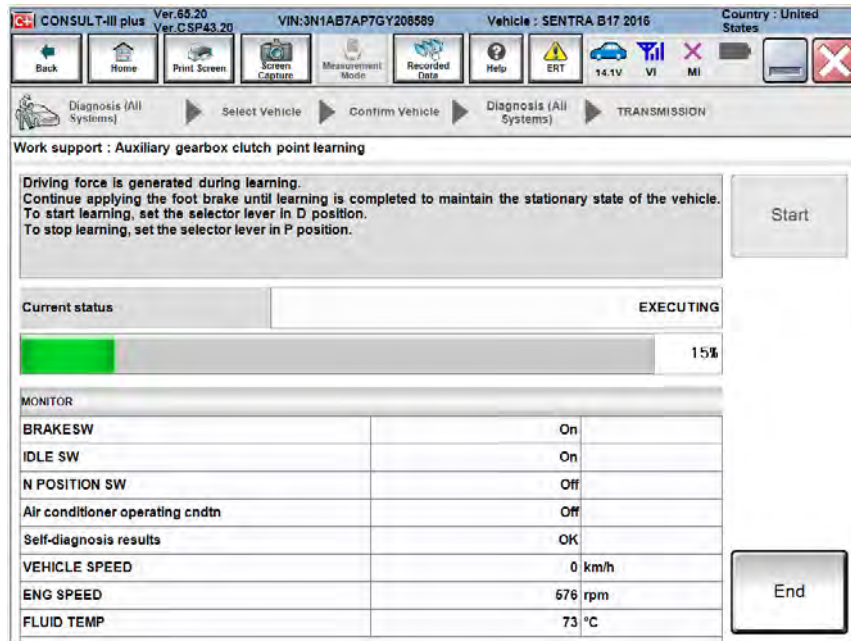 CONSULT-III plus Ver.65.20 VIN:3N1AB7AP7GY208589 Vehicle : SENTRA B17 2016 Country : United
Ver.CSP43.20 States
Back Home Print Screen Screen Capture Measurement Mode Recorded Data Help ERT 14.1V VI MI
Diagnosis (All Systems) Select Vehicle Confirm Vehicle Diagnosis (All Systems) TRANSMISSION
Work support : Auxiliary gearbox clutch point learning
Driving force is generated during learning.
Continue applying the foot brake until learning is completed to maintain the stationary state of the vehicle.
To start learning, set the selector lever in D position.
To stop learning, set the selector lever in P position.
Start
Current status EXECUTING
15%
MONITOR
BRAKESW On
IDLE SW On
N POSITION SW Off
Air conditioner operating cndtn Off
Self-diagnosis results OK
VEHICLE SPEED 0 km/h
ENG SPEED 576 rpm
FLUID TEMP 73 °C
End